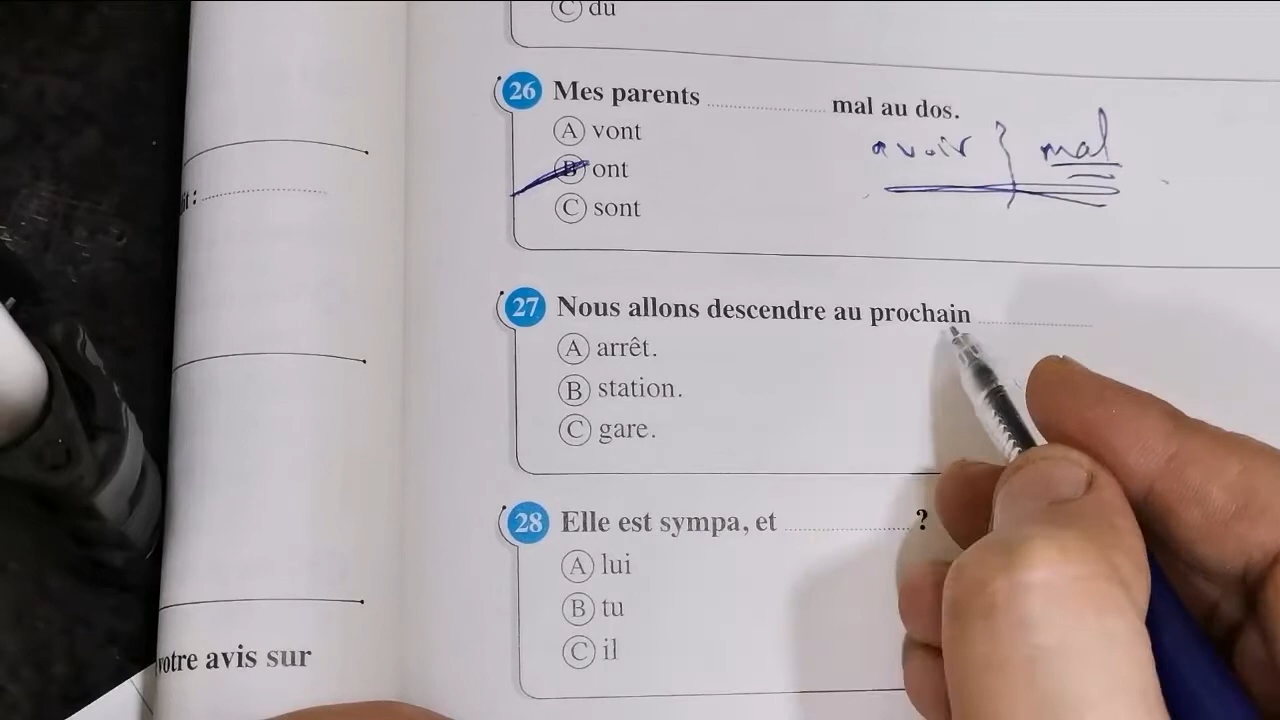 C du
26 Mes parents .................... mal au dos.
A vont
B ont
C sont
avoir } mal
27 Nous allons descendre au prochain ....................
A arrêt.
B station.
C gare.
28 Elle est sympa, et .................... ?
A lui
B tu
C il
it : ....................
votre avis sur